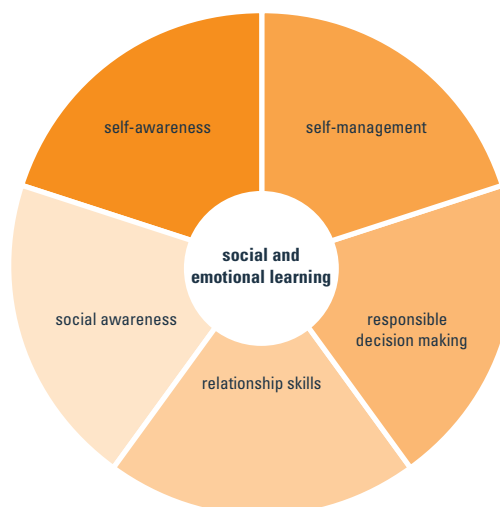 self-awareness
self-management
social and
emotional learning
social awareness
responsible
decision making
relationship skills